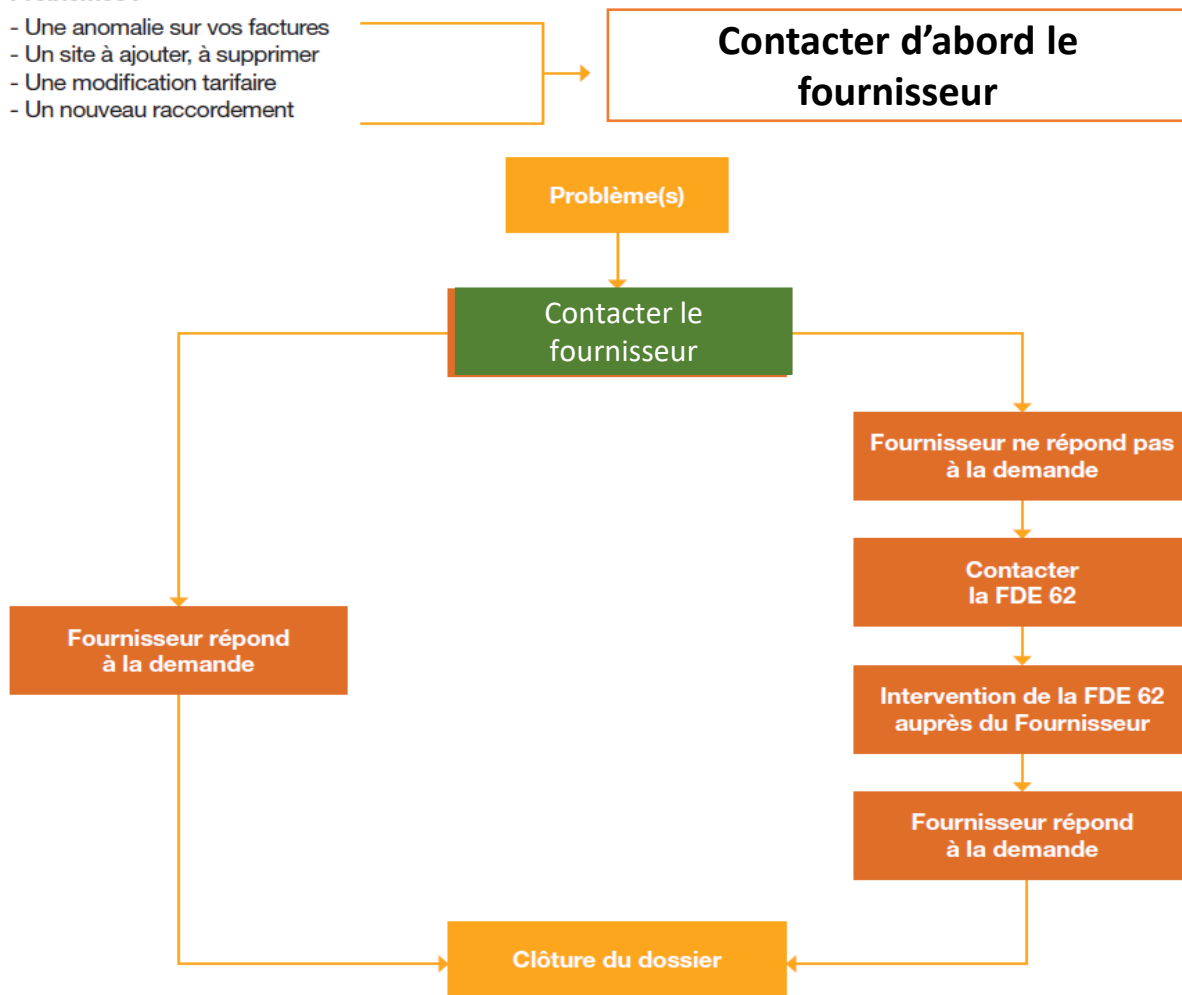 - Une anomalie sur vos factures
- Un site à ajouter, à supprimer
- Une modification tarifaire
- Un nouveau raccordement
Contacter d'abord le
fournisseur
Problème(s)
Contacter le
fournisseur
Fournisseur ne répond pas
à la demande
Contacter
la FDE 62
Fournisseur répond
à la demande
Intervention de la FDE 62
auprès du Fournisseur
Fournisseur répond
à la demande
Clôture du dossier